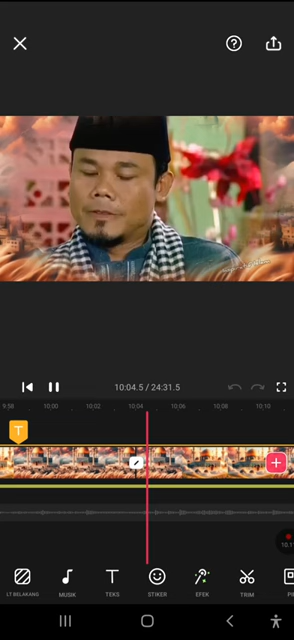 10:04.5 / 24:31.5
9:58 10:00 10:02 10:04 10:06 10:08 10:10
T
LT BELAKANG MUSIK TEKS STIKER EFEK TRIM